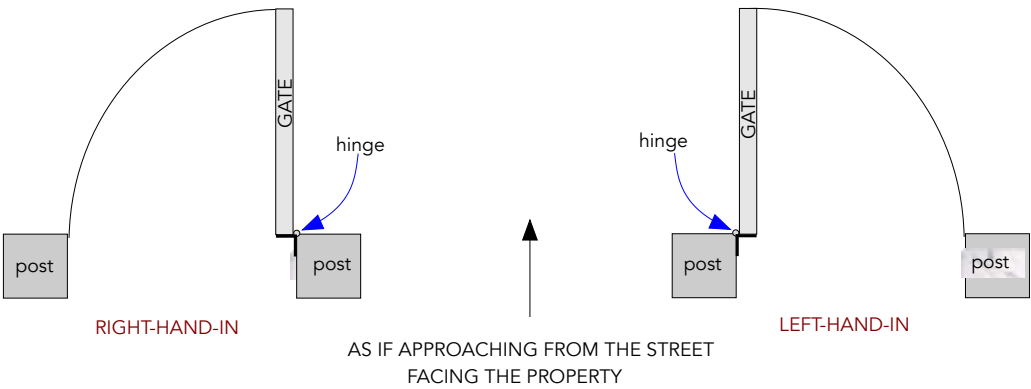 GATE
hinge
post
post
RIGHT-HAND-IN
GATE
hinge
post
post
LEFT-HAND-IN
AS IF APPROACHING FROM THE STREET
FACING THE PROPERTY